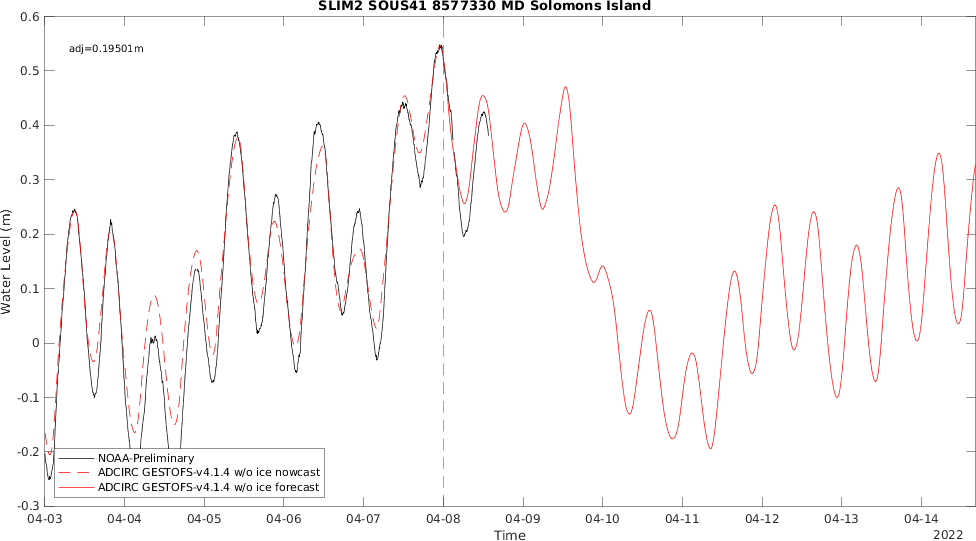 SLIM2 SOUS41 8577330 MD Solomons Island
adj=0.19501m
Water Level (m)
0.6
0.5
0.4
0.3
0.2
0.1
0
-0.1
-0.2
-0.3
NOAA-Preliminary
ADCIRC GESTOFS-v4.1.4 w/o ice nowcast
ADCIRC GESTOFS-v4.1.4 w/o ice forecast
04-03 04-04 04-05 04-06 04-07 04-08 04-09 04-10 04-11 04-12 04-13 04-14
Time
2022